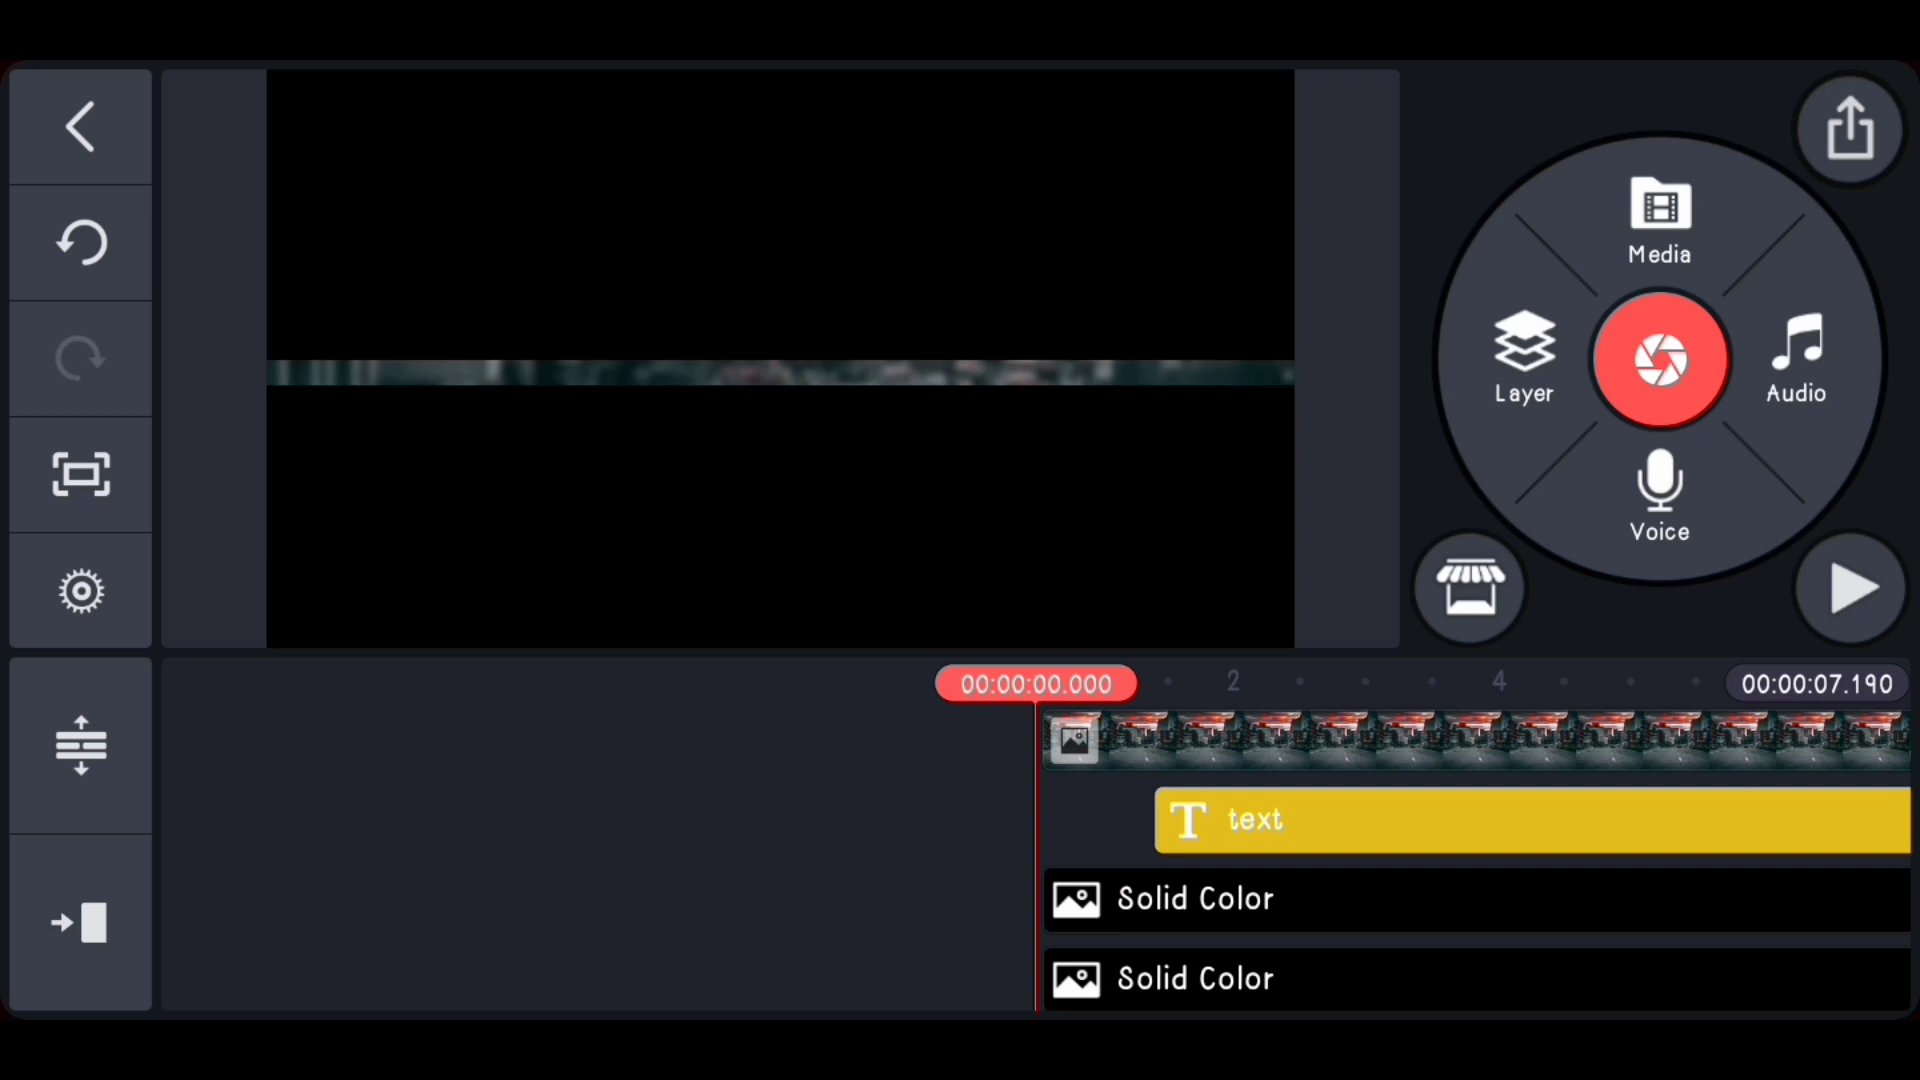 Media
Layer
Audio
Voice
00:00:00.000
2
4
00:00:07.190
T text
Solid Color
Solid Color